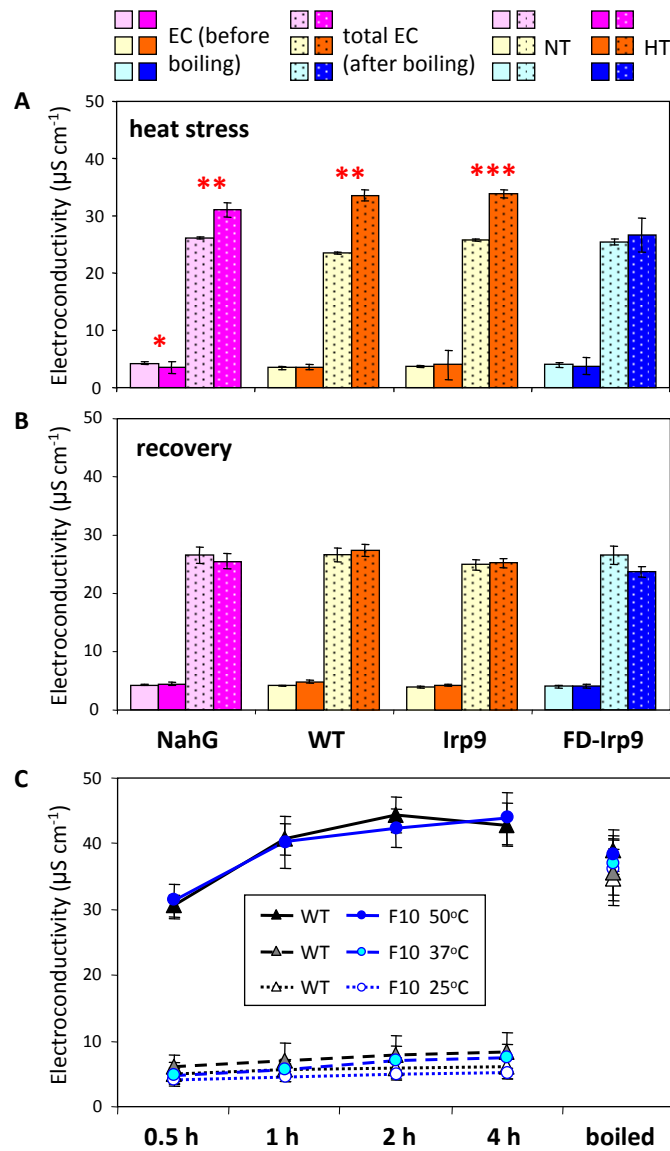 EC (before boiling)
total EC (after boiling)
NT
HT
A
Electroconductivity (µS cm⁻¹)
50
40
30
20
10
0
heat stress
*
**
**
***
B
Electroconductivity (µS cm⁻¹)
50
40
30
20
10
0
recovery
NahG
WT
Irp9
FD-Irp9
C
Electroconductivity (µS cm⁻¹)
50
40
30
20
10
0
WT F10 50°C
WT F10 37°C
WT F10 25°C
0.5 h
1 h
2 h
4 h
boiled